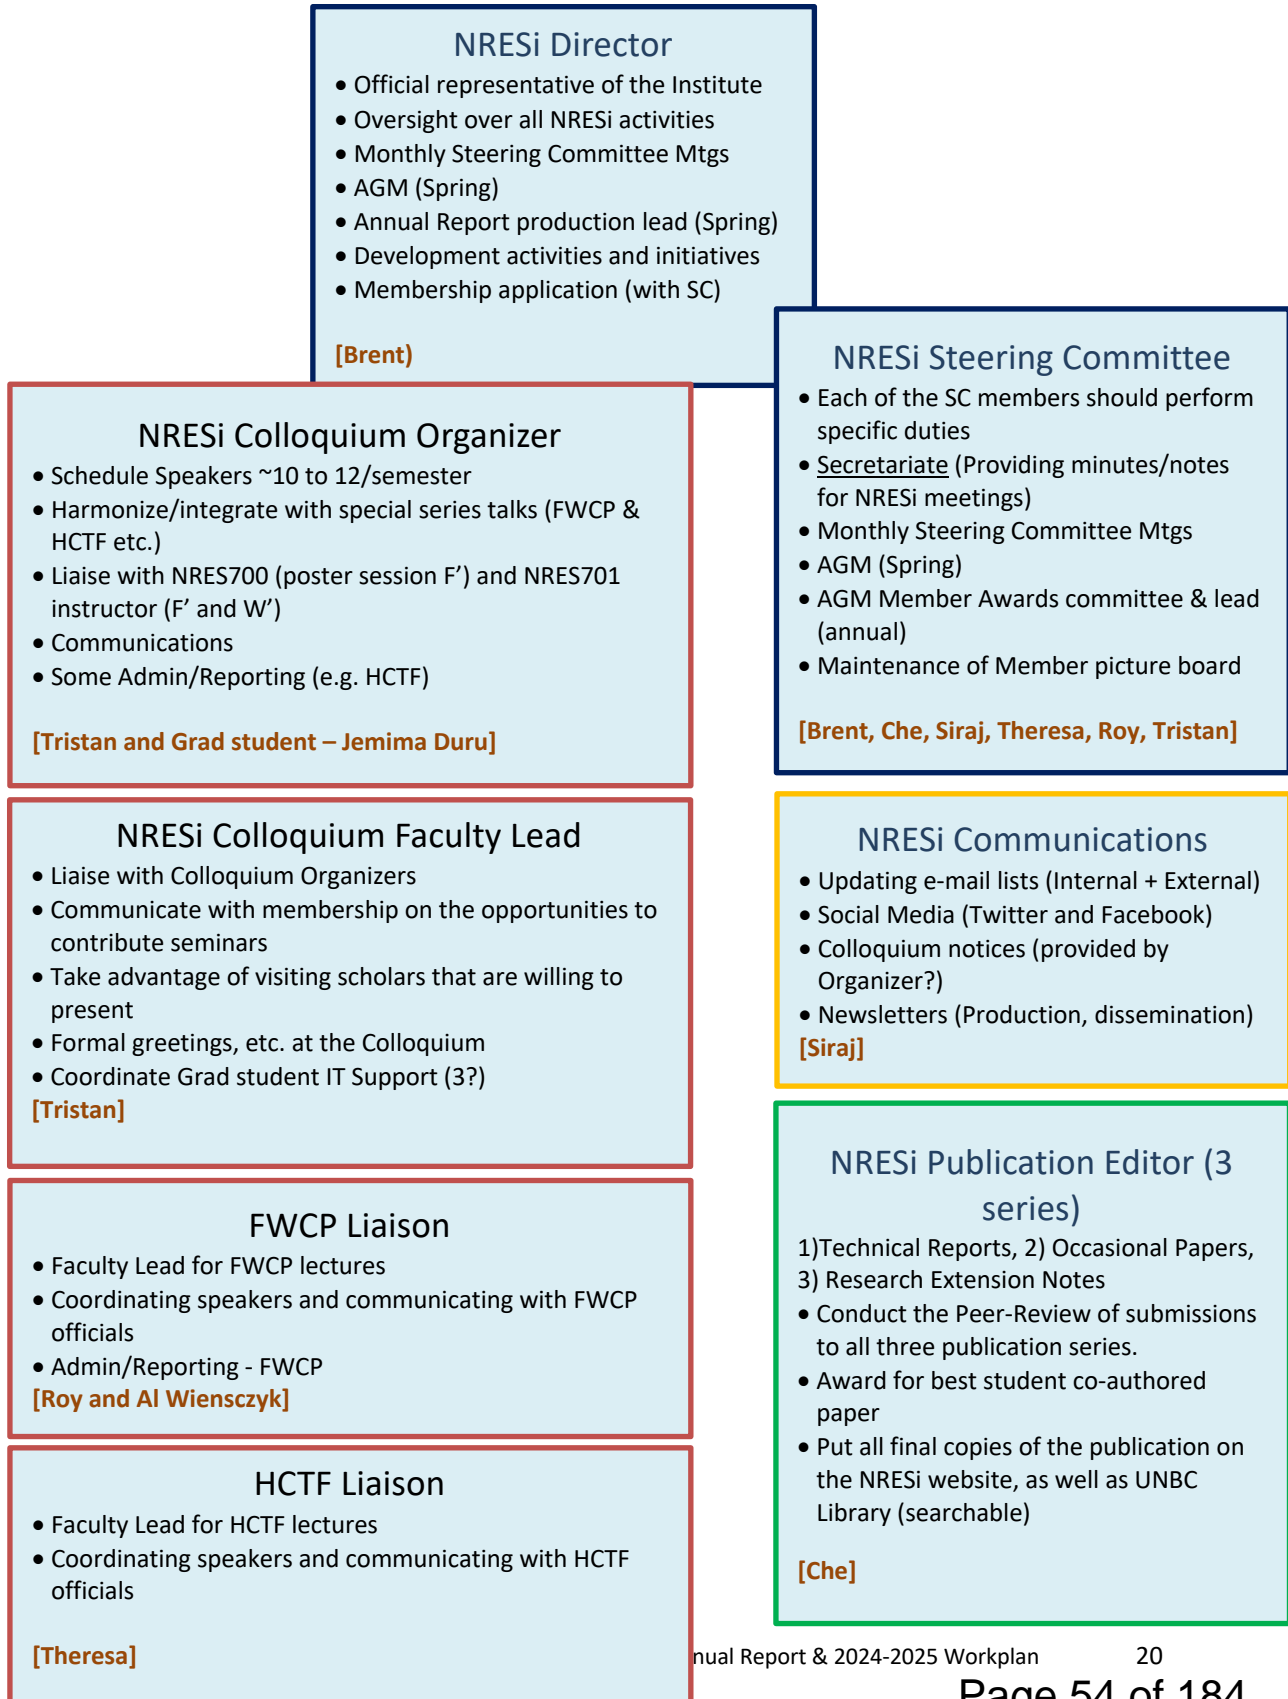 NRESi Director
• Official representative of the Institute
• Oversight over all NRESi activities
• Monthly Steering Committee Mtgs
• AGM (Spring)
• Annual Report production lead (Spring)
• Development activities and initiatives
• Membership application (with SC)
[Brent)
NRESi Steering Committee
• Each of the SC members should perform
specific duties
• Secretariate (Providing minutes/notes
for NRESi meetings)
• Monthly Steering Committee Mtgs
• AGM (Spring)
• AGM Member Awards committee & lead
(annual)
• Maintenance of Member picture board
[Brent, Che, Siraj, Theresa, Roy, Tristan]
NRESi Colloquium Organizer
• Schedule Speakers ~10 to 12/semester
• Harmonize/integrate with special series talks (FWCP &
HCTF etc.)
• Liaise with NRES700 (poster session F’) and NRES701
instructor (F’ and W’)
• Communications
• Some Admin/Reporting (e.g. HCTF)
[Tristan and Grad student – Jemima Duru]
NRESi Colloquium Faculty Lead
• Liaise with Colloquium Organizers
• Communicate with membership on the opportunities to
contribute seminars
• Take advantage of visiting scholars that are willing to
present
• Formal greetings, etc. at the Colloquium
• Coordinate Grad student IT Support (3?)
[Tristan]
NRESi Communications
• Updating e-mail lists (Internal + External)
• Social Media (Twitter and Facebook)
• Colloquium notices (provided by
Organizer?)
• Newsletters (Production, dissemination)
[Siraj]
FWCP Liaison
• Faculty Lead for FWCP lectures
• Coordinating speakers and communicating with FWCP
officials
• Admin/Reporting - FWCP
[Roy and Al Wiensczyk]
NRESi Publication Editor (3
series)
1)Technical Reports, 2) Occasional Papers,
3) Research Extension Notes
• Conduct the Peer-Review of submissions
to all three publication series.
• Award for best student co-authored
paper
• Put all final copies of the publication on
the NRESi website, as well as UNBC
Library (searchable)
[Che]
HCTF Liaison
• Faculty Lead for HCTF lectures
• Coordinating speakers and communicating with HCTF
officials
[Theresa]
nual Report & 2024-2025 Workplan 20
Page 54 of 184